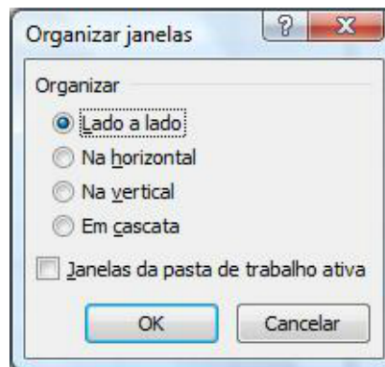 Organizar janelas
Organizar
Lado a lado
Na horizontal
Na vertical
Em cascata
Janelas da pasta de trabalho ativa
OK Cancelar